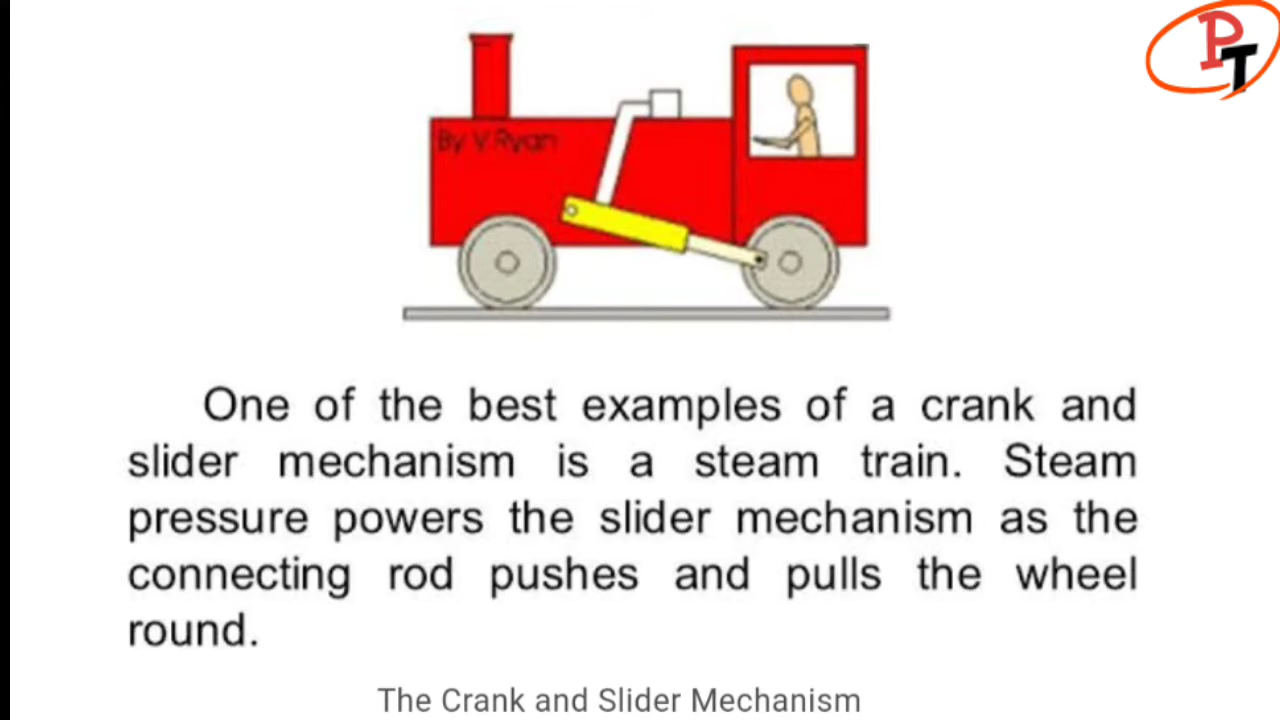 PT
By V.Ryan
One of the best examples of a crank and
slider mechanism is a steam train. Steam
pressure powers the slider mechanism as the
connecting rod pushes and pulls the wheel
round.
The Crank and Slider Mechanism